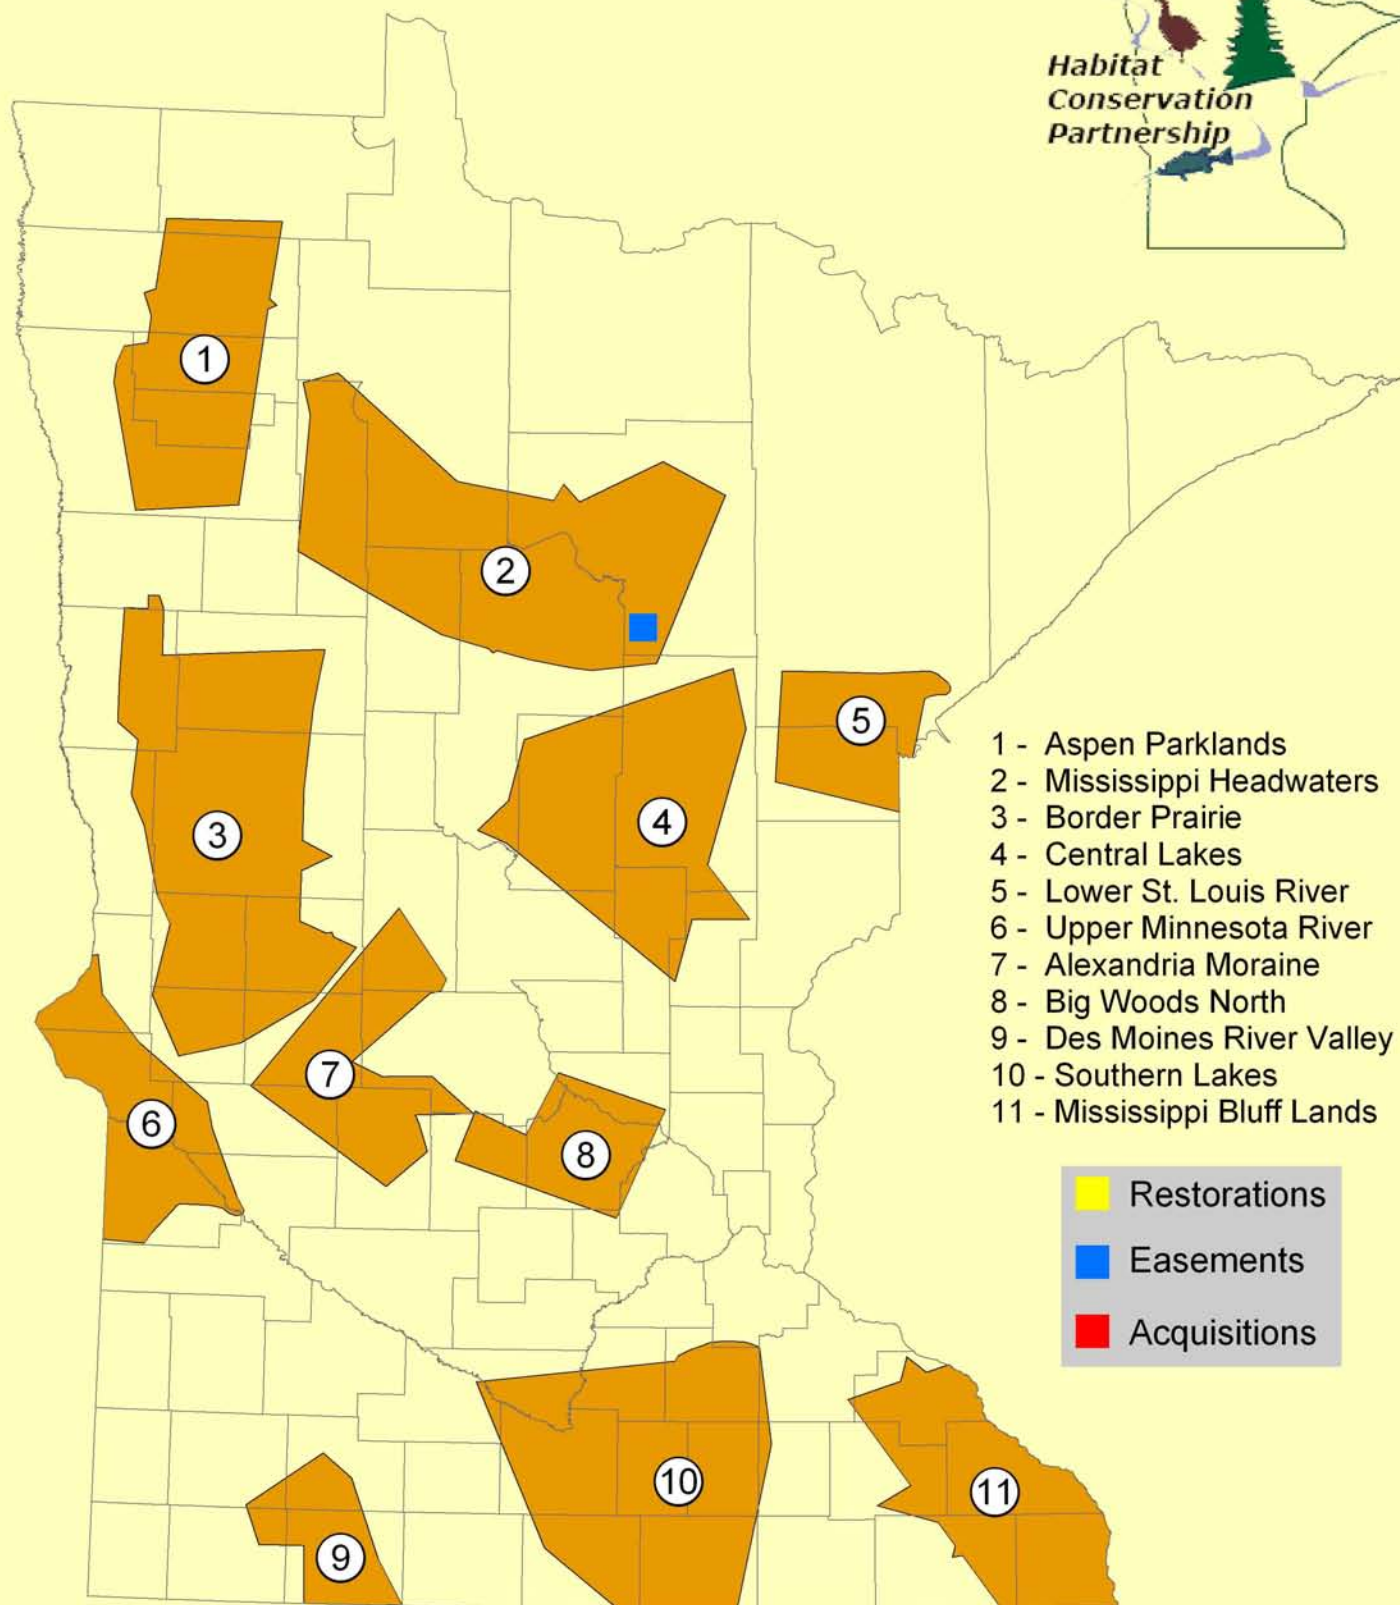 Habitat
Conservation
Partnership
1
2
3
4
5
6
7
8
9
10
11
1 - Aspen Parklands
2 - Mississippi Headwaters
3 - Border Prairie
4 - Central Lakes
5 - Lower St. Louis River
6 - Upper Minnesota River
7 - Alexandria Moraine
8 - Big Woods North
9 - Des Moines River Valley
10 - Southern Lakes
11 - Mississippi Bluff Lands
Restorations
Easements
Acquisitions